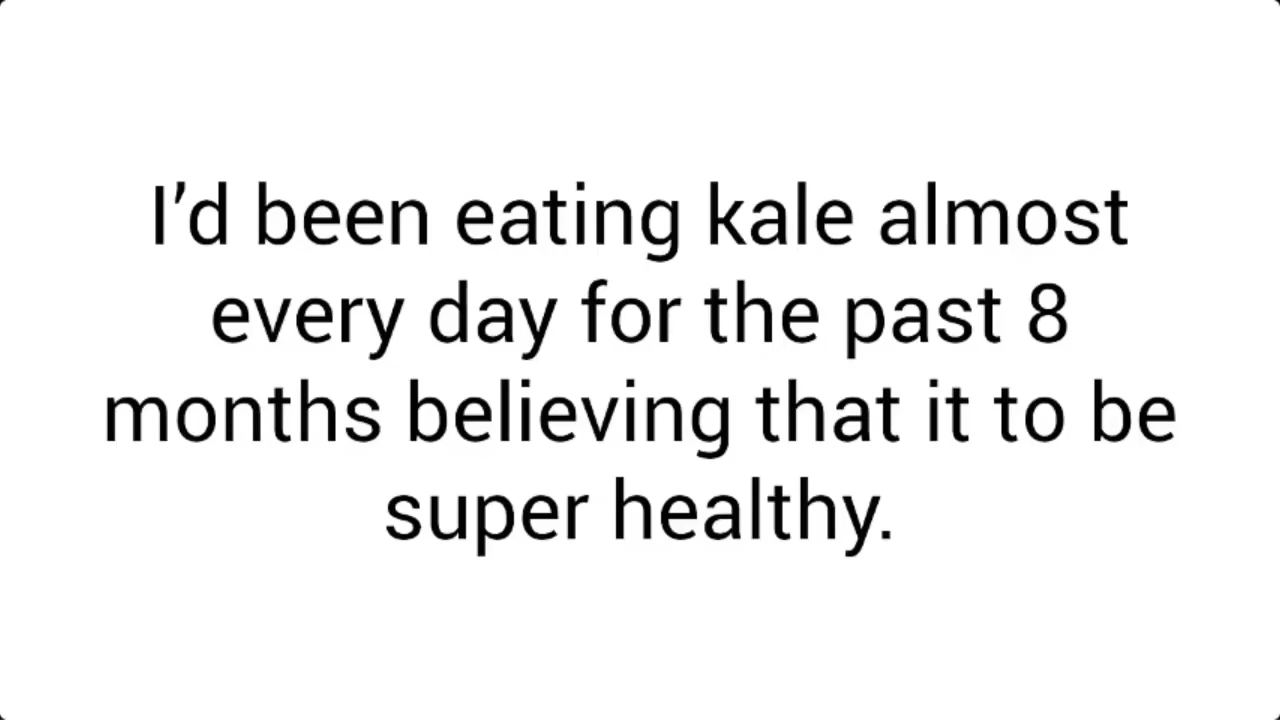 I’d been eating kale almost
every day for the past 8
months believing that it to be
super healthy.